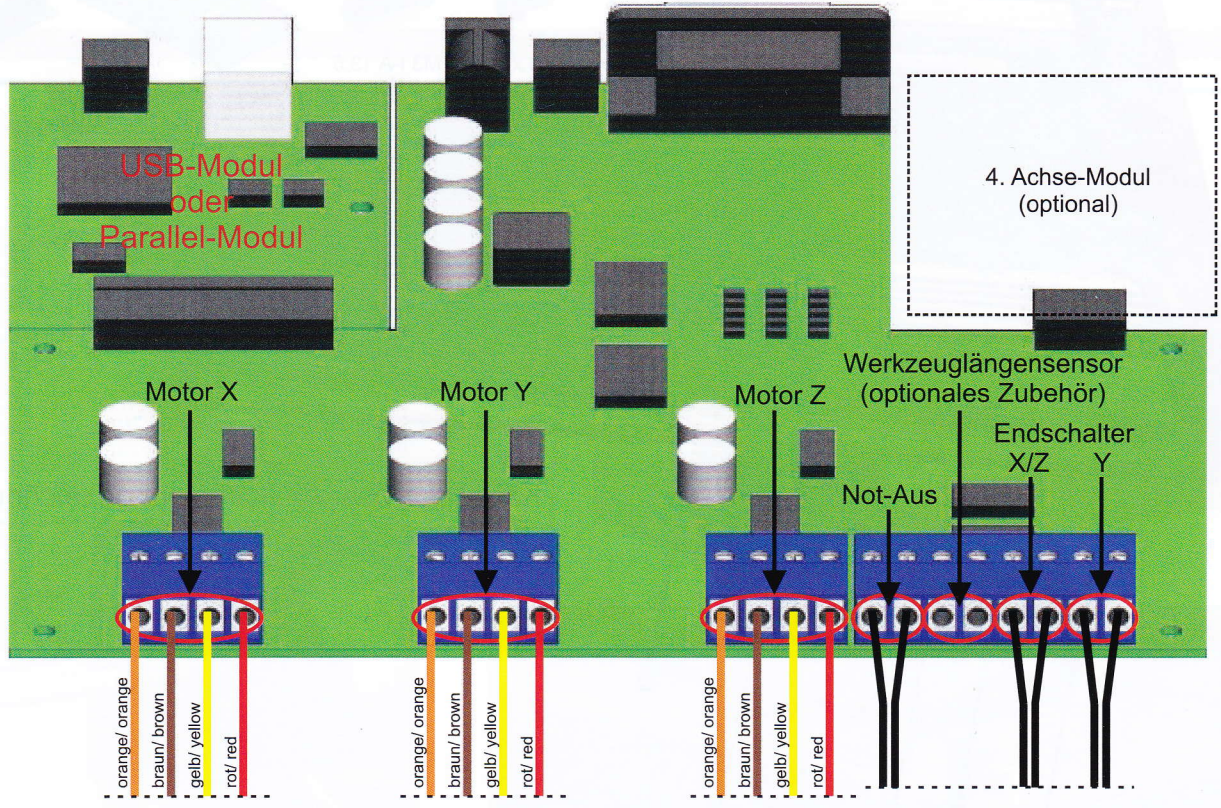 USB-Modul
oder
Parallel-Modul
4. Achse-Modul
(optional)
Motor X
Motor Y
Motor Z
Werkzeuglängensensor
(optionales Zubehör)
Endschalter
X/Z
Y
Not-Aus
orange/ orange
braun/ brown
gelb/ yellow
rot/ red
orange/ orange
braun/ brown
gelb/ yellow
rot/ red
orange/ orange
braun/ brown
gelb/ yellow
rot/ red